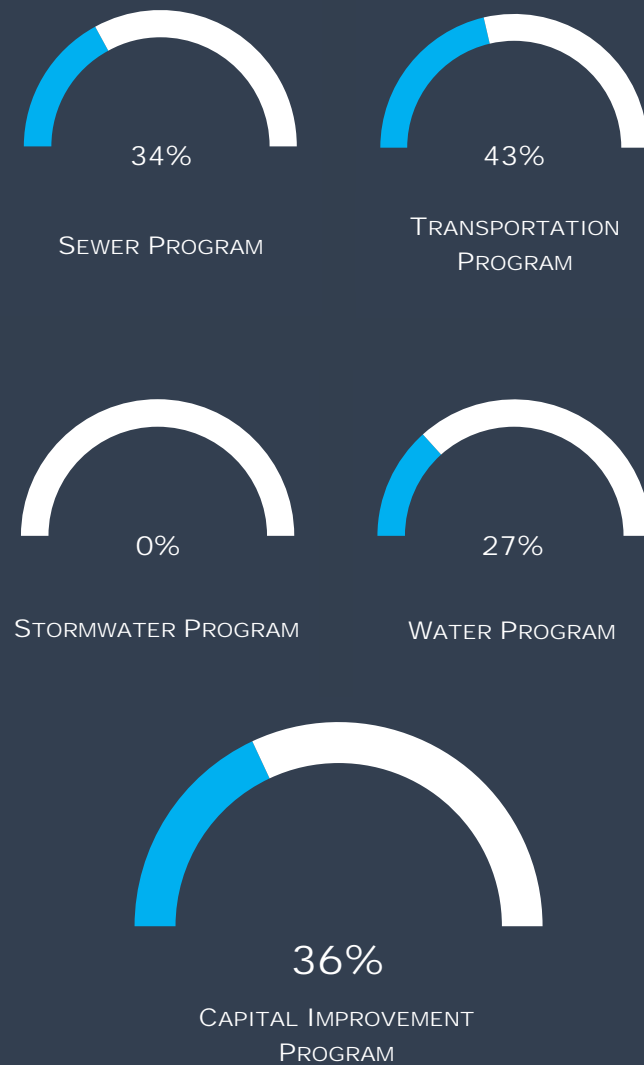 34%
SEWER PROGRAM
43%
TRANSPORTATION
PROGRAM
0%
STORMWATER PROGRAM
27%
WATER PROGRAM
36%
CAPITAL IMPROVEMENT
PROGRAM